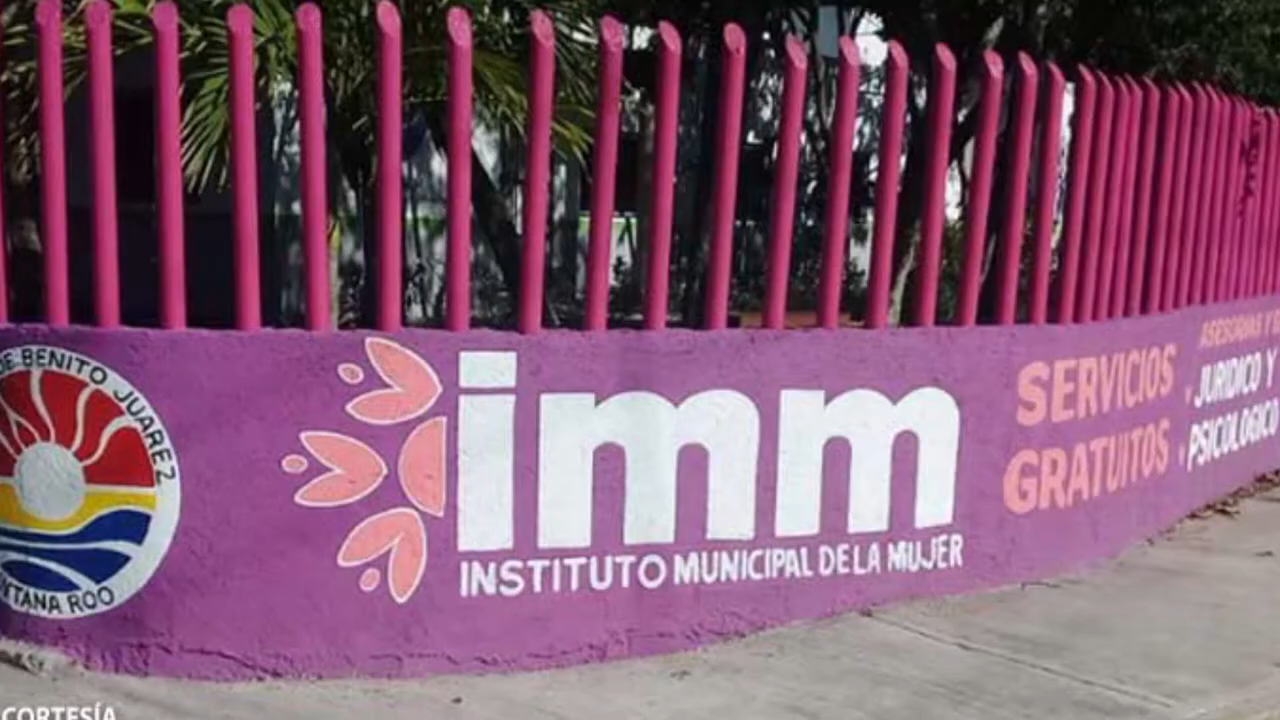 DE BENITO JUAREZ
NTANA ROO
imm
INSTITUTO MUNICIPAL DE LA MUJER
SERVICIOS
GRATUITOS
ASESORIAS Y
JURIDICO Y
PSICOLOGICO
CORTESÍA